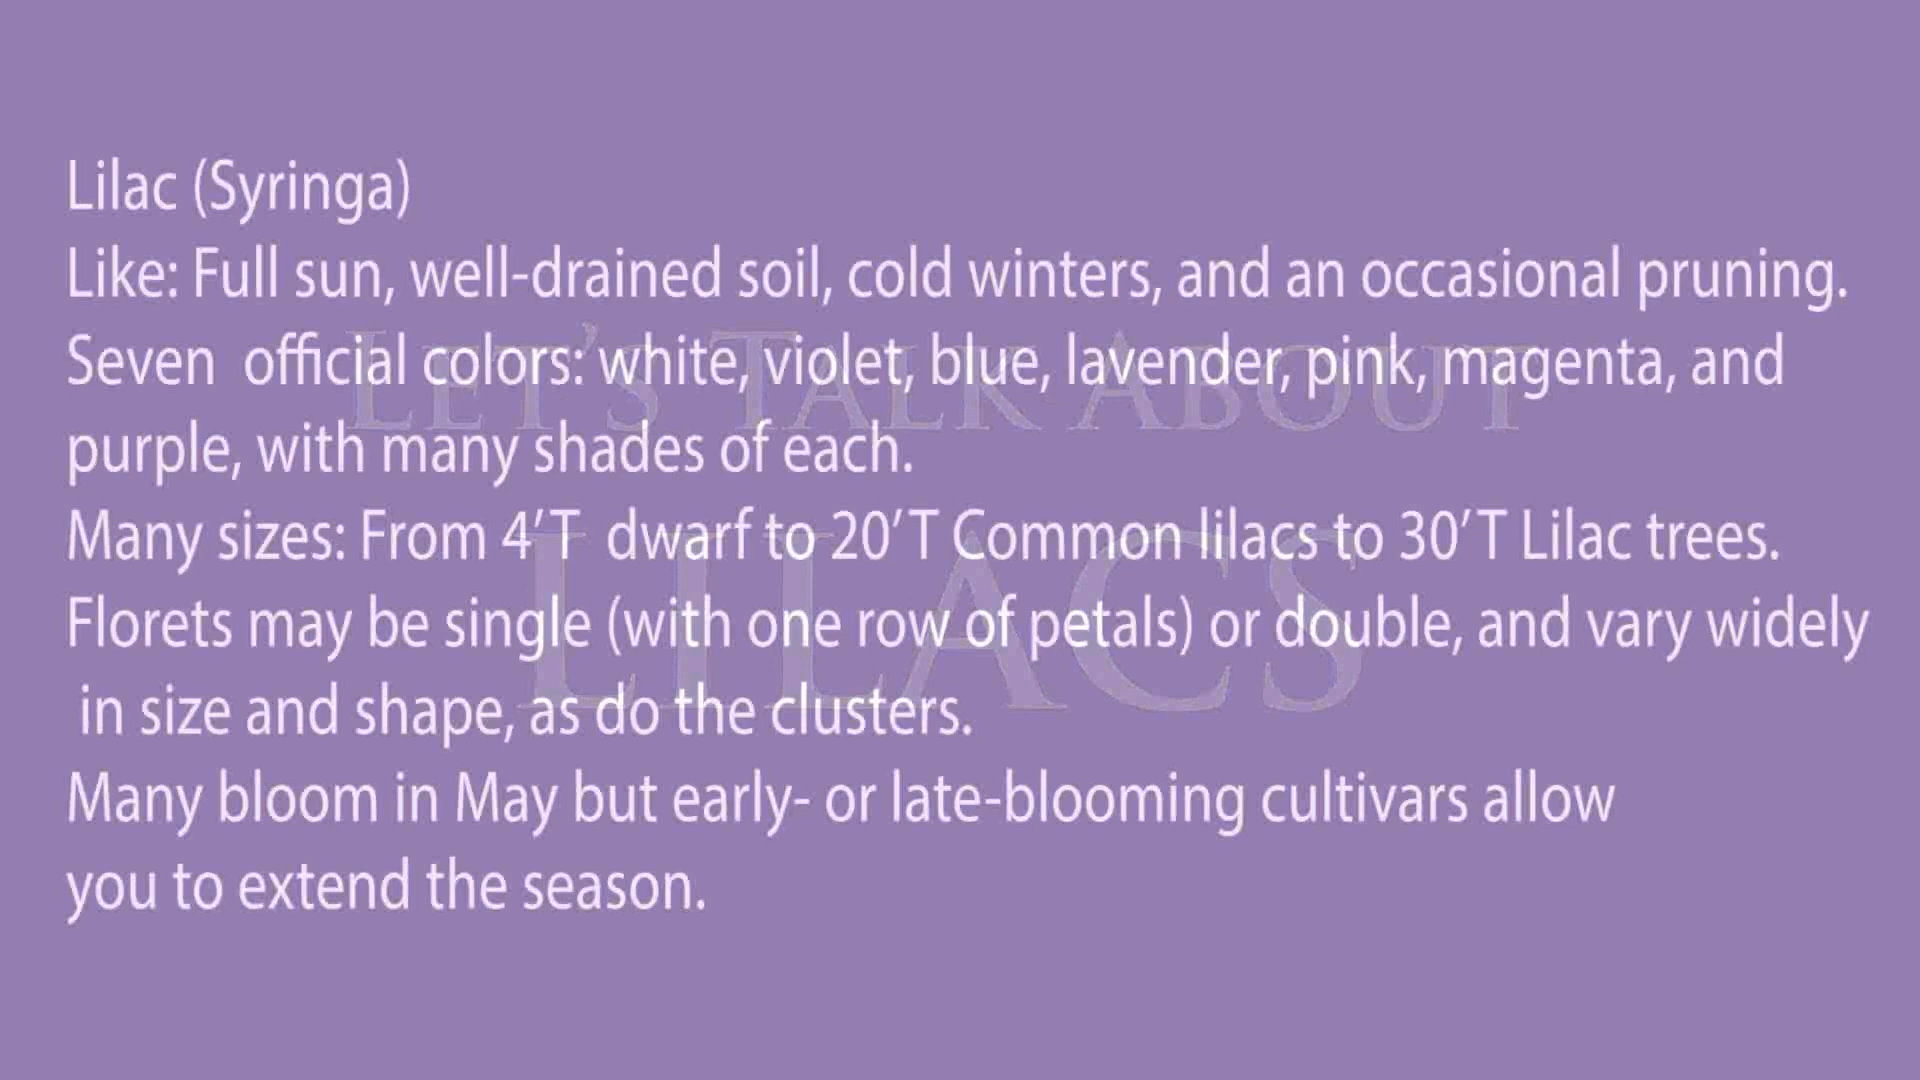 Lilac (Syringa)
Like: Full sun, well-drained soil, cold winters, and an occasional pruning.
Seven  official colors: white, violet, blue, lavender, pink, magenta, and
purple, with many shades of each.
Many sizes: From 4’T  dwarf to 20’T Common lilacs to 30’T Lilac trees.
Florets may be single (with one row of petals) or double, and vary widely
in size and shape, as do the clusters.
Many bloom in May but early- or late-blooming cultivars allow
you to extend the season.
LET’S TALK ABOUT
LILACS